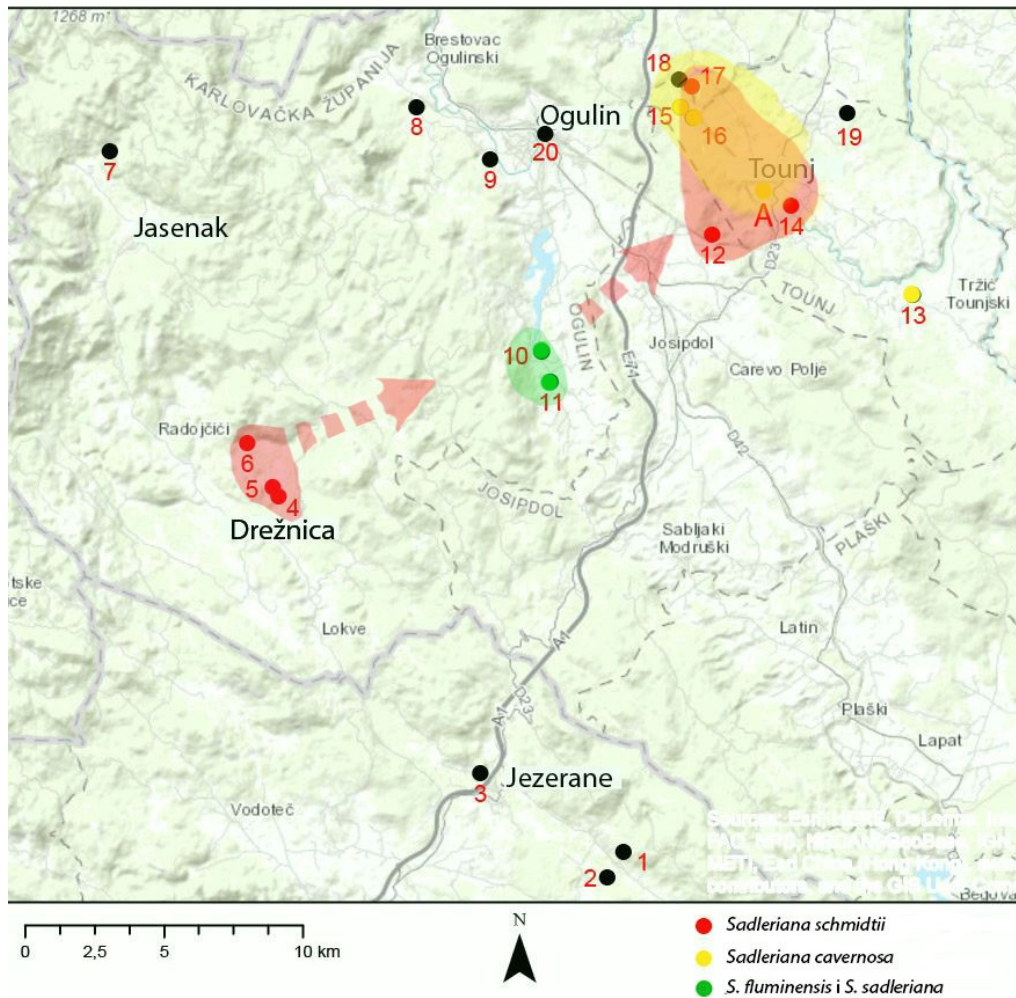 1268 m
Brestovac
Ogulinski
KARLOVAČKA ŽUPANIJA
18
17
8
Ogulin
15
16
19
7
9
20
Tounj
A
14
Jasenak
12
D23
TOUNJ
Tržić
Tounjski
13
OGULIN
10
E71
Josipdol
Carevo Polje
11
Radojčići
6
D42
5
4
JOSIPDOL
Drežnica
Sabljaki
Modruški
PLAŠKI
tske
ce
Lokve
Latin
A1
D23
Plaški
A1
Lapat
Jezerane
3
Vodoteč
1
2
N
0 2,5 5 10 km
Sadleriana schmidtii
Sadleriana cavernosa
S. fluminensis i S. sadleriana